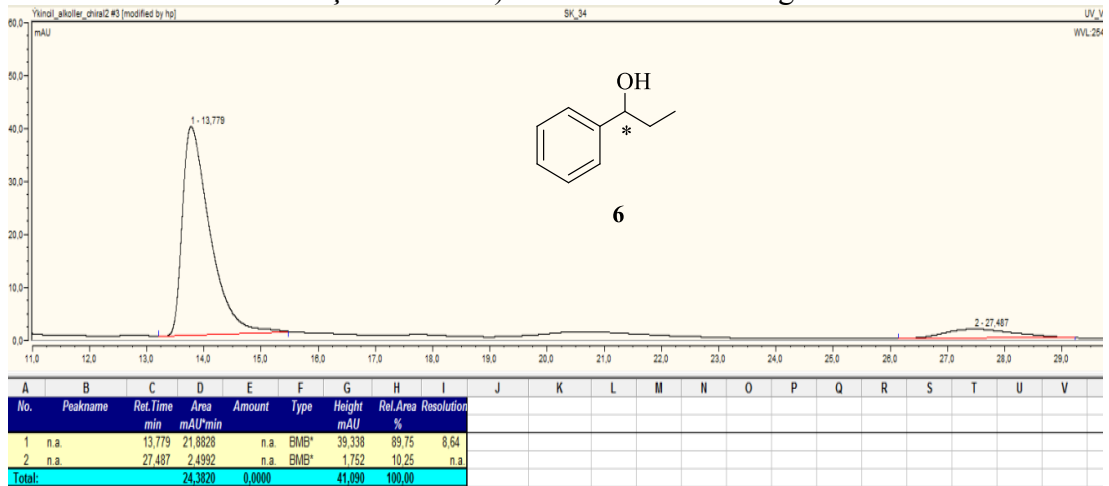 Ykincil_alkoller_chiral2 #3 [modified by hp] SK_34 UV_V
60,0 mAU WVL:254
50,0
40,0
30,0
20,0
10,0
0,0
1 - 13,779
OH
*
6
2 - 27,487
11,0 12,0 13,0 14,0 15,0 16,0 17,0 18,0 19,0 20,0 21,0 22,0 23,0 24,0 25,0 26,0 27,0 28,0 29,0
A B C D E F G H I J K L M N O P Q R S T U V
No. Peakname Ret.Time Area Amount Type Height Rel.Area Resolution
min mAU*min mAU %
1 n.a. 13,779 21,8828 n.a. BMB* 39,338 89,75 8,64
2 n.a. 27,487 2,4992 n.a. BMB* 1,752 10,25 n.a.
Total: 24,3820 0,0000 41,090 100,00